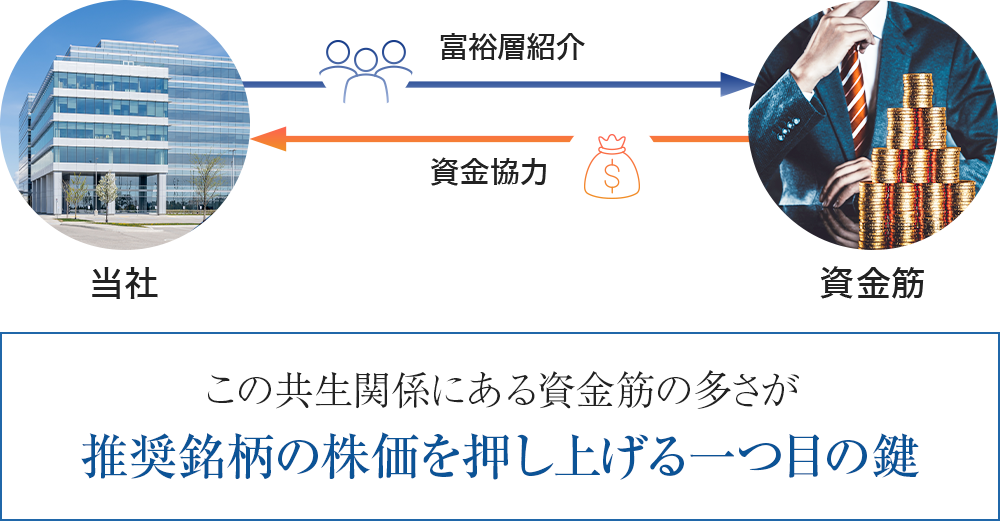 富裕層紹介
資金協力
$
当社
資金筋
この共生関係にある資金筋の多さが
推奨銘柄の株価を押し上げる一つ目の鍵